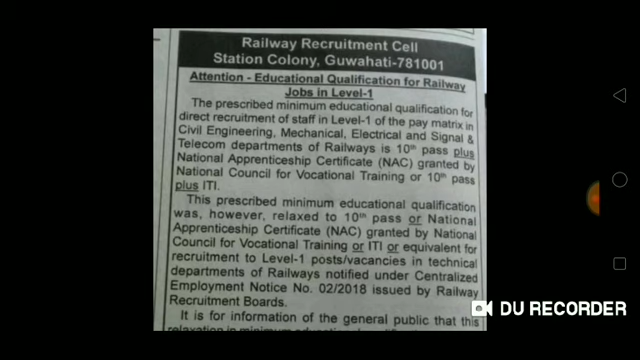 Railway Recruitment Cell
Station Colony, Guwahati-781001
Attention - Educational Qualification for Railway
Jobs in Level-1
The prescribed minimum educational qualification for
direct recruitment of staff in Level-1 of the pay matrix in
Civil Engineering, Mechanical, Electrical and Signal &
Telecom departments of Railways is 10th pass plus
National Apprenticeship Certificate (NAC) granted by
National Council for Vocational Training or 10th pass
plus ITI.
This prescribed minimum educational qualification
was, however, relaxed to 10th pass or National
Apprenticeship Certificate (NAC) granted by National
Council for Vocational Training or ITI or equivalent for
recruitment to Level-1 posts/vacancies in technical
departments of Railways notified under Centralized
Employment Notice No. 02/2018 issued by Railway
Recruitment Boards.
It is for information of the general public that this
DU RECORDER